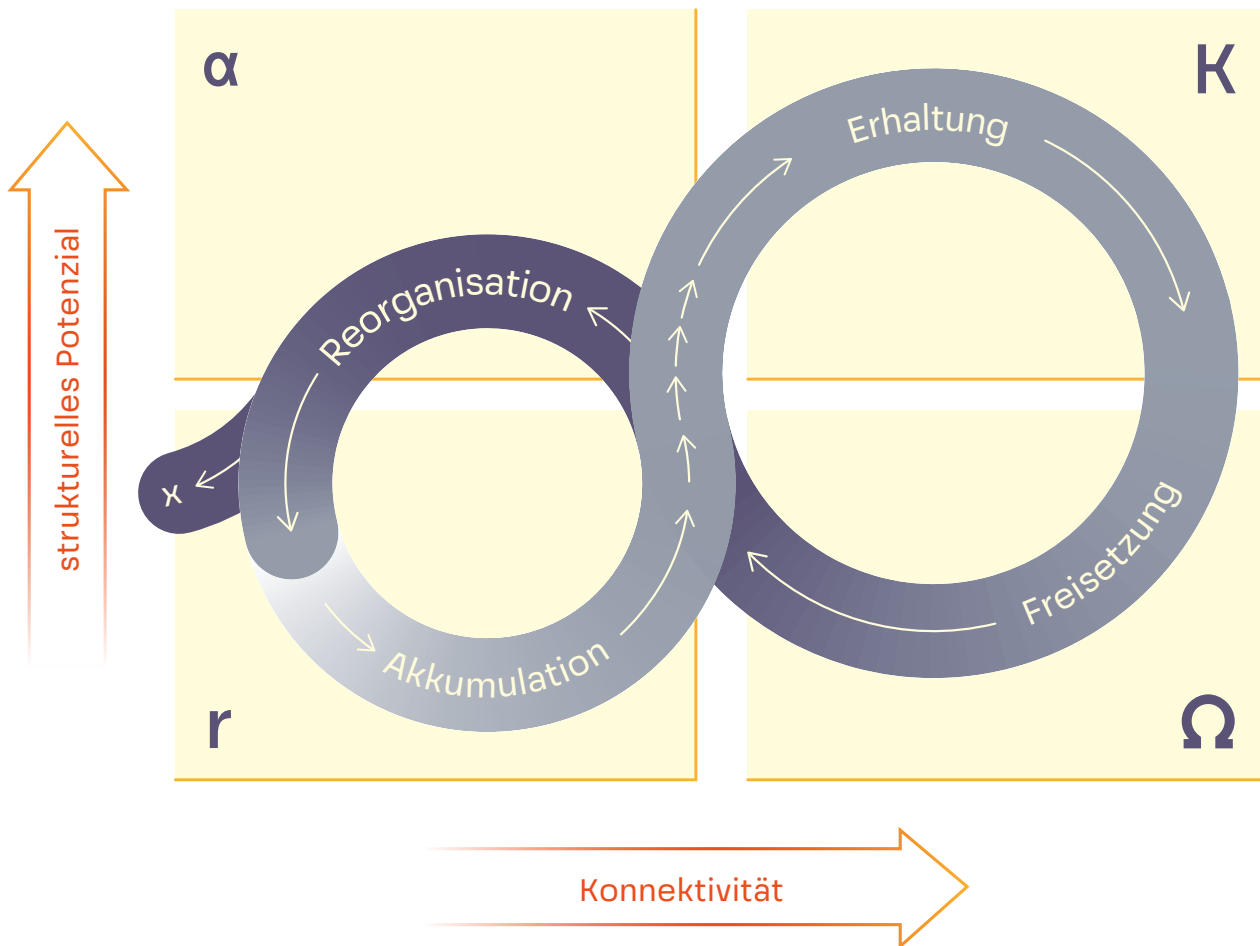 α
K
Erhaltung
strukturelles Potenzial
Reorganisation
x
Freisetzung
Akkumulation
r
Ω
Konnektivität